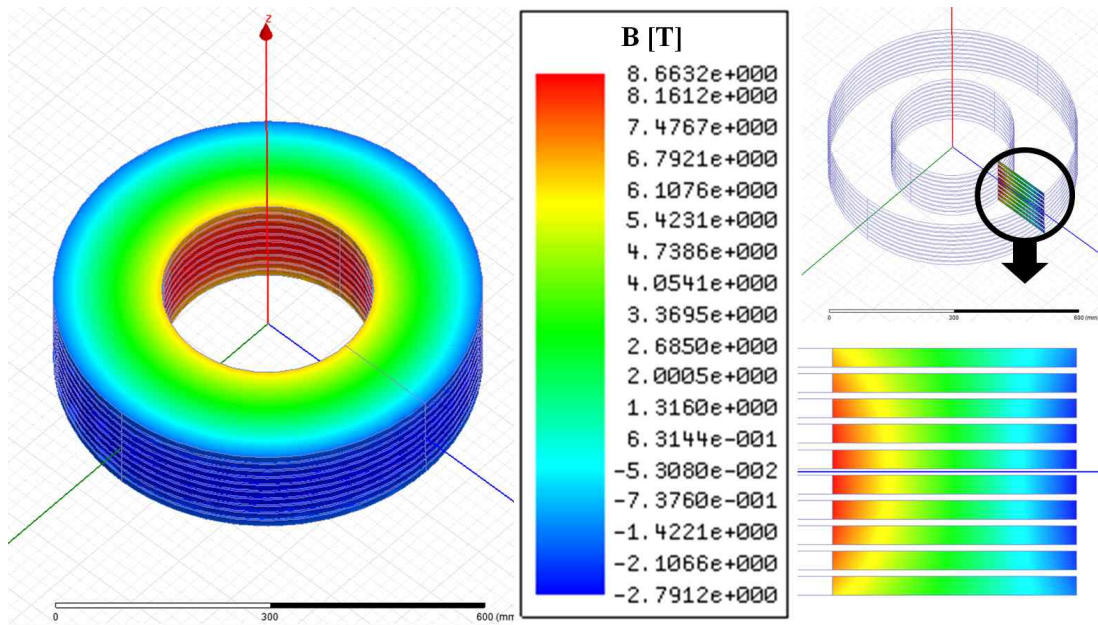 z
0
300
600 (mm)
B [T]
8.6632e+000
8.1612e+000
7.4767e+000
6.7921e+000
6.1076e+000
5.4231e+000
4.7386e+000
4.0541e+000
3.3695e+000
2.6850e+000
2.0005e+000
1.3160e+000
6.3144e-001
-5.3080e-002
-7.3760e-001
-1.4221e+000
-2.1066e+000
-2.7912e+000
0
300
600 (mm)